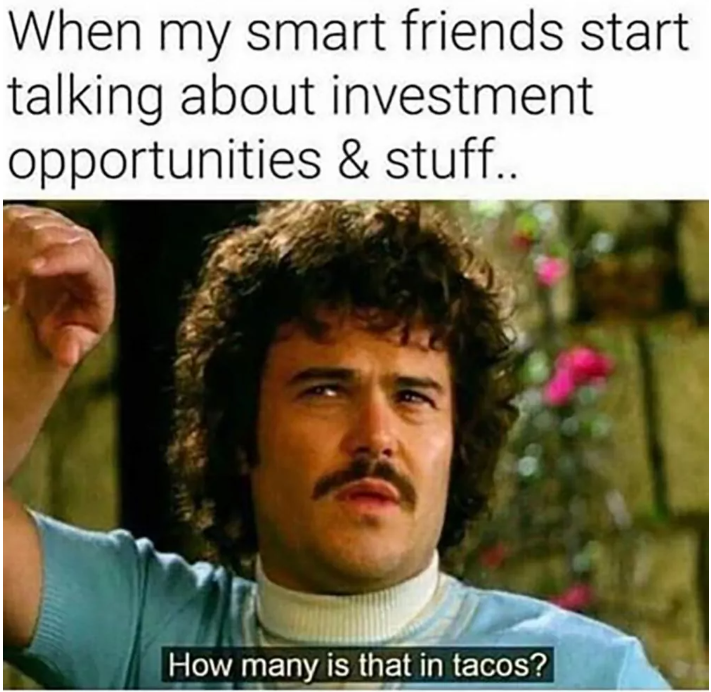 When my smart friends start
talking about investment
opportunities & stuff..
How many is that in tacos?